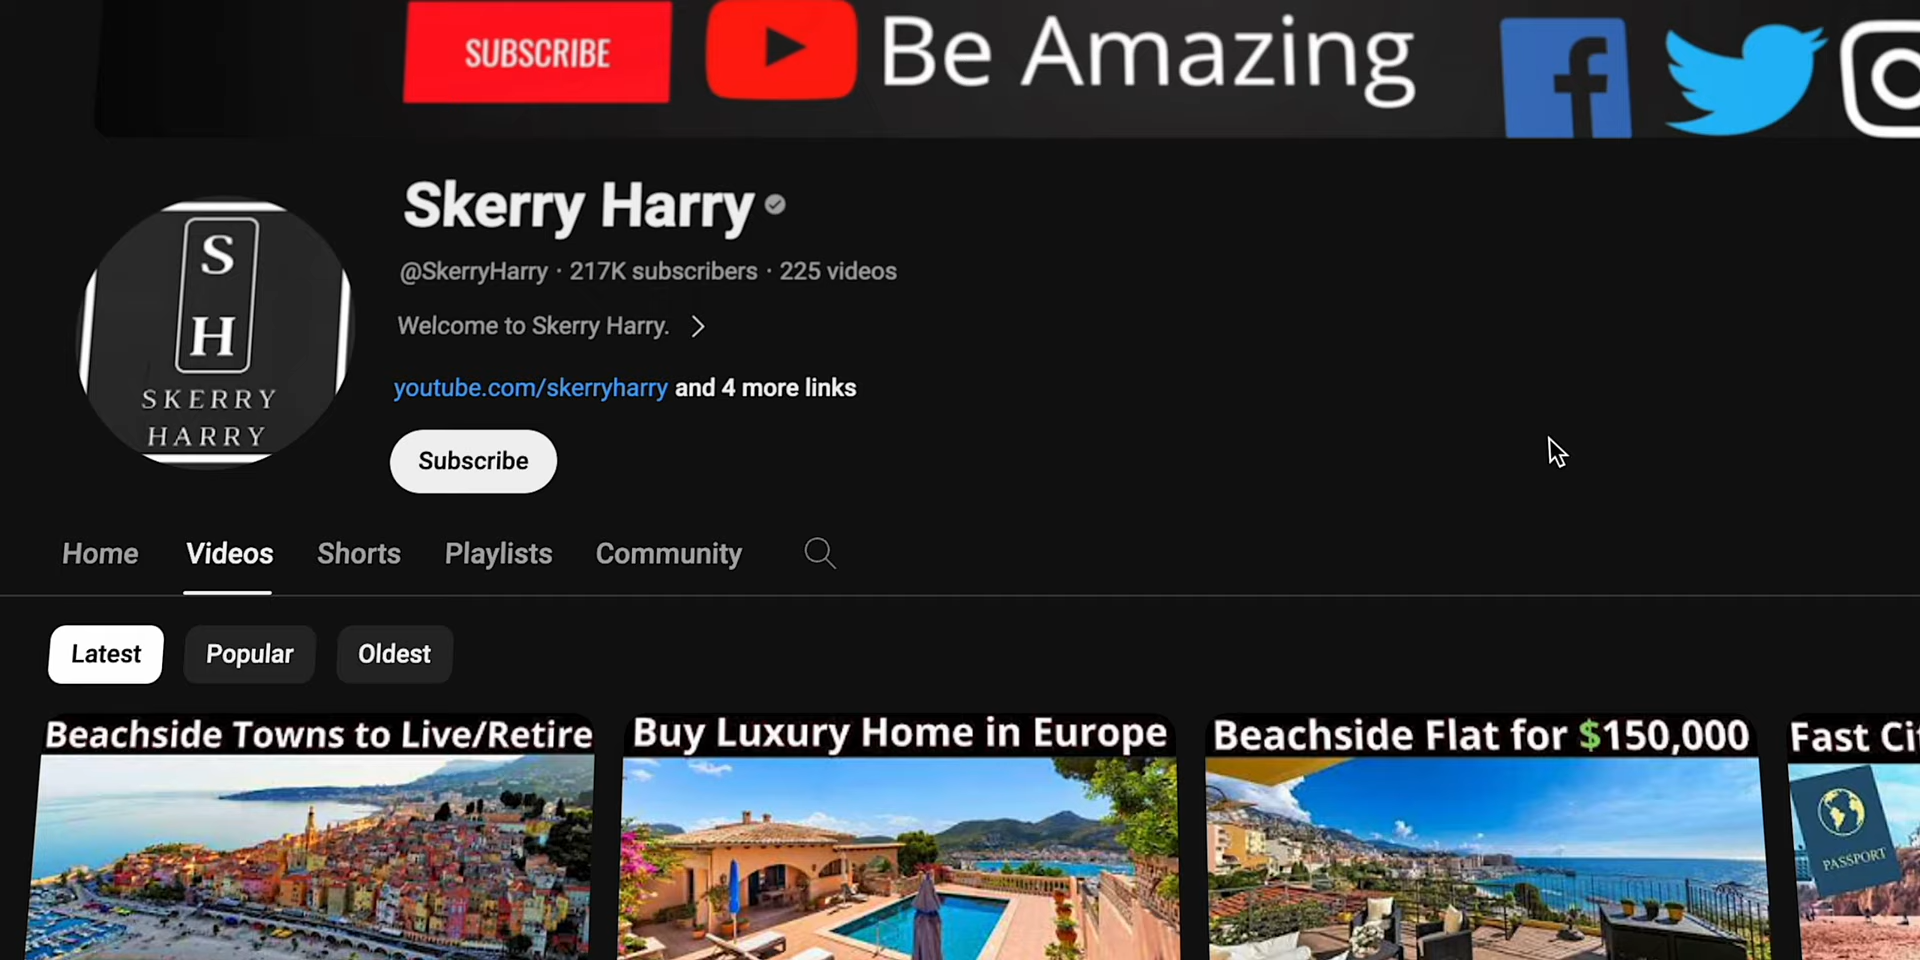 SUBSCRIBE
Be Amazing
Skerry Harry
@SkerryHarry · 217K subscribers · 225 videos
Welcome to Skerry Harry.
youtube.com/skerryharry and 4 more links
Subscribe
S
H
SKERRY
HARRY
Home Videos Shorts Playlists Community
Latest Popular Oldest
Beachside Towns to Live/Retire
Buy Luxury Home in Europe
Beachside Flat for $150,000
Fast
PASSPORT